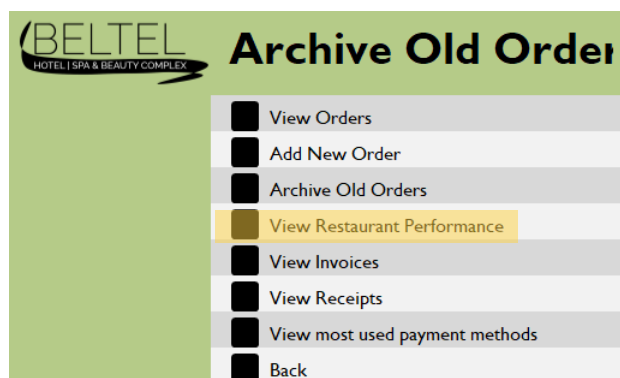 BELTEL
HOTEL | SPA & BEAUTY COMPLEX
Archive Old Order
View Orders
Add New Order
Archive Old Orders
View Restaurant Performance
View Invoices
View Receipts
View most used payment methods
Back